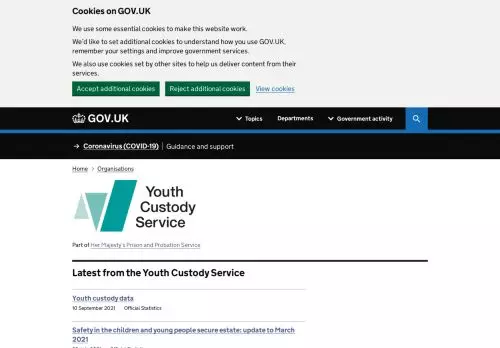 Cookies on GOV.UK
We use some essential cookies to make this website work.
We'd like to set additional cookies to understand how you use GOV.UK,
remember your settings and improve government services.
We also use cookies set by other sites to help us deliver content from their
services.
Accept additional cookies Reject additional cookies View cookies
GOV.UK Topics Departments Government activity
→ Coronavirus (COVID-19) Guidance and support
Home > Organisations
Youth
Custody
Service
Part of Her Majesty's Prison and Probation Service
Latest from the Youth Custody Service
Youth custody data
10 September 2021 Official Statistics
Safety in the children and young people secure estate: update to March
2021